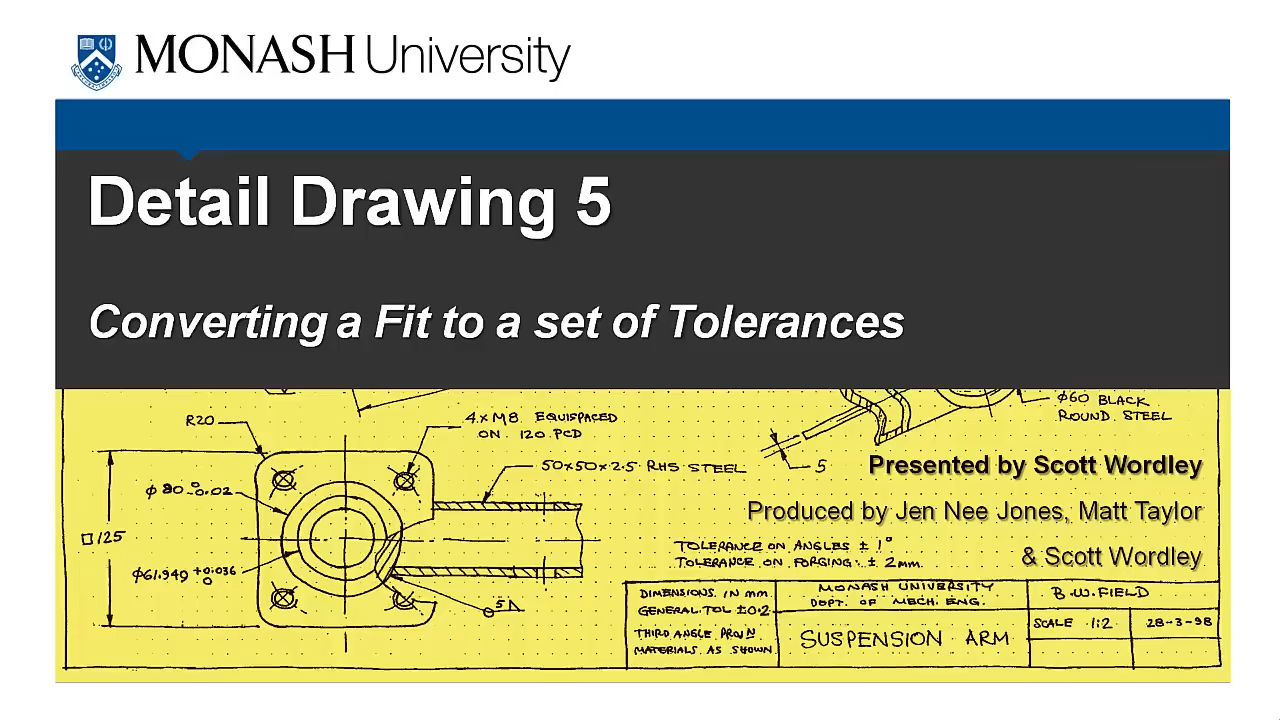 MONASH University
Detail Drawing 5
Converting a Fit to a set of Tolerances
R20
4 x M8 EQUISPACED
ON 120 PCD
50x50x2.5 RHS STEEL
φ60 BLACK
ROUND STEEL
5
Presented by Scott Wordley
Produced by Jen Nee Jones, Matt Taylor
& Scott Wordley
φ 80 0 -0.02
□ 125
φ61.949 +0.036 0
5
TOLERANCE ON ANGLES ± 1°
TOLERANCE ON FORGING: ± 2mm.
DIMENSIONS IN mm
GENERAL TOL ±0.2
THIRD ANGLE PROJ'N
MATERIALS AS SHOWN
MONASH UNIVERSITY
DEPT. OF MECH. ENG.
SUSPENSION ARM
B.W. FIELD
SCALE 1:2
28-3-98